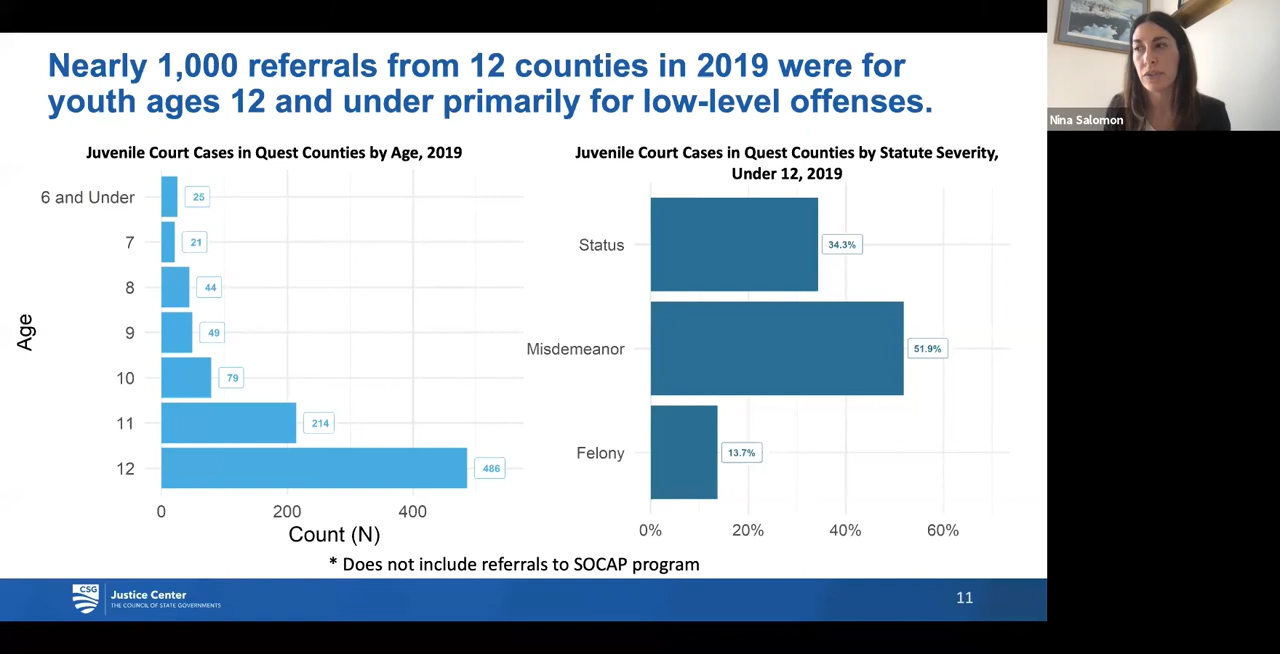 Nearly 1,000 referrals from 12 counties in 2019 were for
youth ages 12 and under primarily for low-level offenses.
Nina Salomon
Juvenile Court Cases in Quest Counties by Age, 2019
Age
6 and Under
25
7
21
8
44
9
49
10
79
11
214
12
486
0
200
400
Count (N)
Juvenile Court Cases in Quest Counties by Statute Severity,
Under 12, 2019
Status
34.3%
Misdemeanor
51.9%
Felony
13.7%
0%
20%
40%
60%
* Does not include referrals to SOCAP program
CSG
Justice Center
THE COUNCIL OF STATE GOVERNMENTS
11